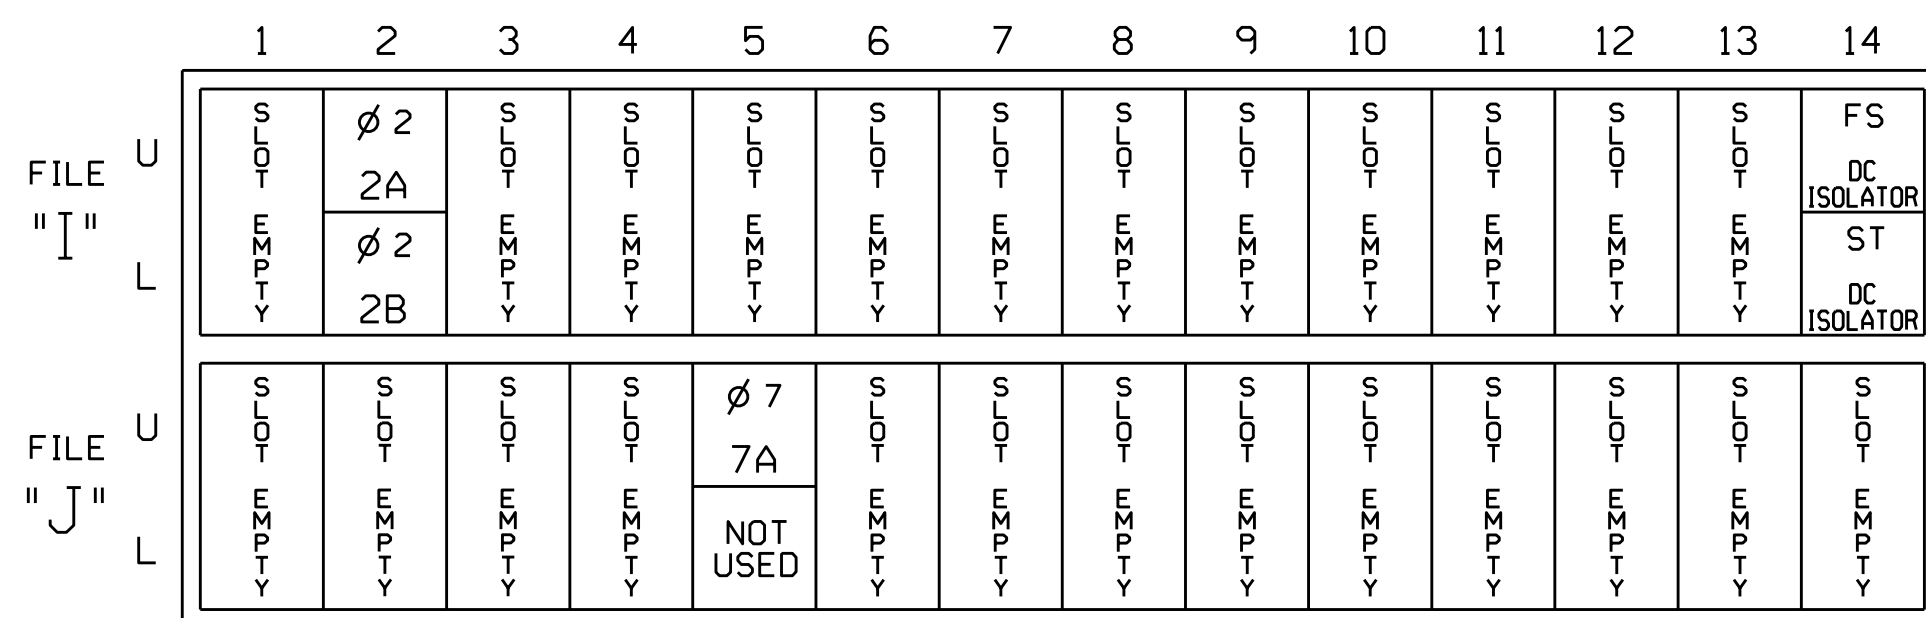 1 2 3 4 5 6 7 8 9 10 11 12 13 14
FILE "I"
U
L
SLOT EMPTY
ø 2
2A
ø 2
2B
SLOT EMPTY
SLOT EMPTY
SLOT EMPTY
SLOT EMPTY
SLOT EMPTY
SLOT EMPTY
SLOT EMPTY
SLOT EMPTY
SLOT EMPTY
SLOT EMPTY
SLOT EMPTY
FS
DC
ISOLATOR
ST
DC
ISOLATOR
FILE "J"
U
L
SLOT EMPTY
SLOT EMPTY
SLOT EMPTY
SLOT EMPTY
ø 7
7A
NOT
USED
SLOT EMPTY
SLOT EMPTY
SLOT EMPTY
SLOT EMPTY
SLOT EMPTY
SLOT EMPTY
SLOT EMPTY
SLOT EMPTY
SLOT EMPTY